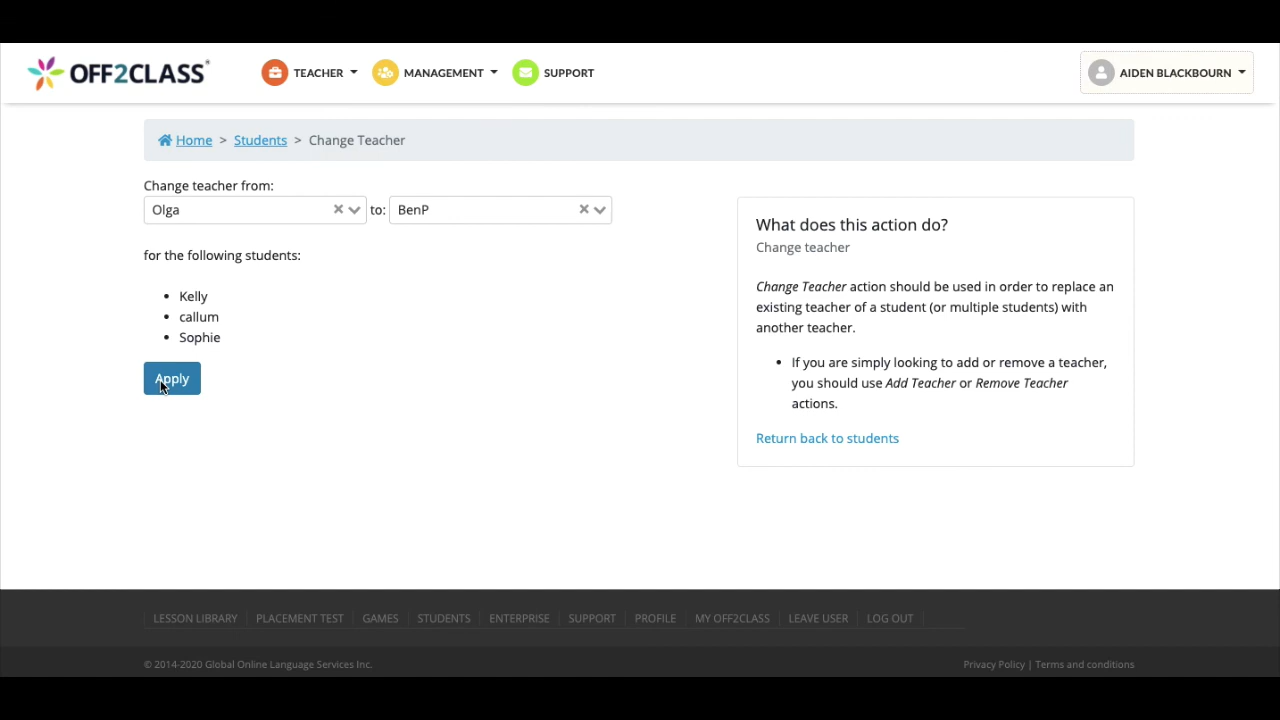 OFF2CLASS
TEACHER
MANAGEMENT
SUPPORT
AIDEN BLACKBOURN
Home > Students > Change Teacher
Change teacher from:
Olga
to:
BenP
for the following students:
• Kelly
• callum
• Sophie
Apply
What does this action do?
Change teacher
Change Teacher action should be used in order to replace an
existing teacher of a student (or multiple students) with
another teacher.
• If you are simply looking to add or remove a teacher,
you should use Add Teacher or Remove Teacher
actions.
Return back to students
LESSON LIBRARY | PLACEMENT TEST | GAMES | STUDENTS | ENTERPRISE | SUPPORT | PROFILE | MY OFF2CLASS | LEAVE USER | LOG OUT
© 2014-2020 Global Online Language Services Inc.
Privacy Policy | Terms and conditions